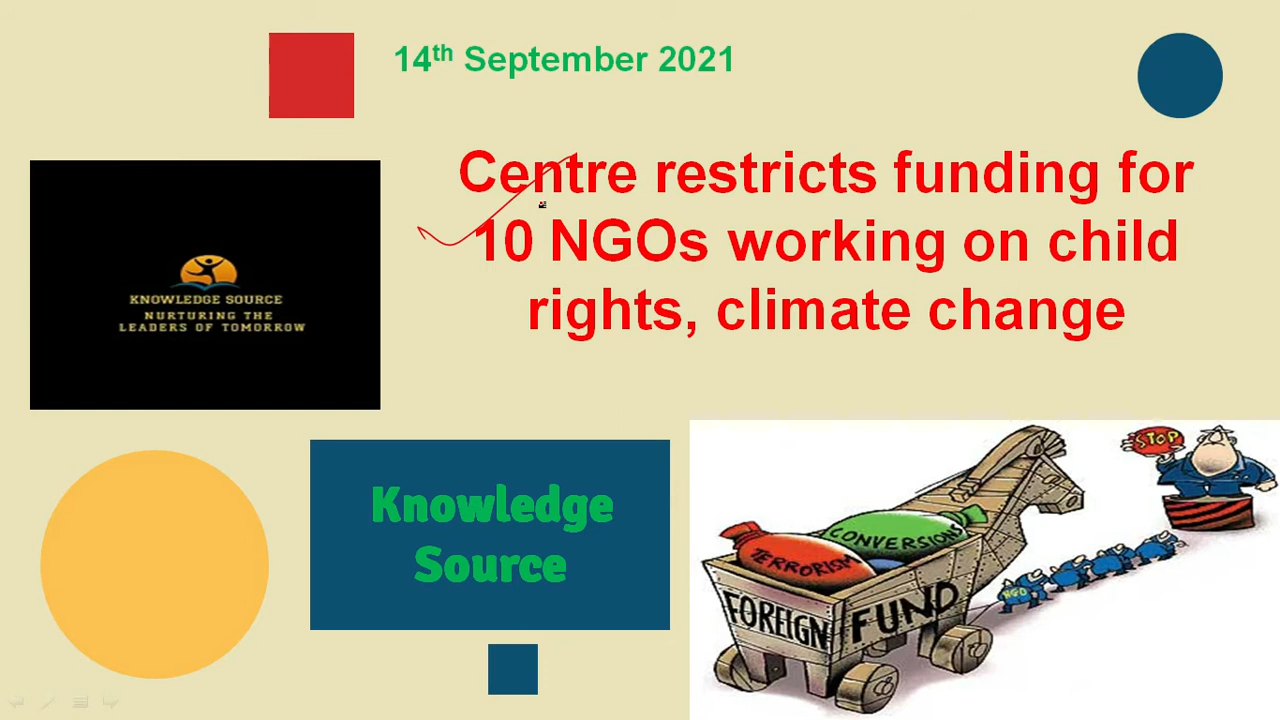 14th September 2021
Centre restricts funding for
10 NGOs working on child
rights, climate change
KNOWLEDGE SOURCE
NURTURING THE
LEADERS OF TOMORROW
Knowledge
Source
STOP
CONVERSIONS
TERRORISM
NGO
FOREIGN FUND